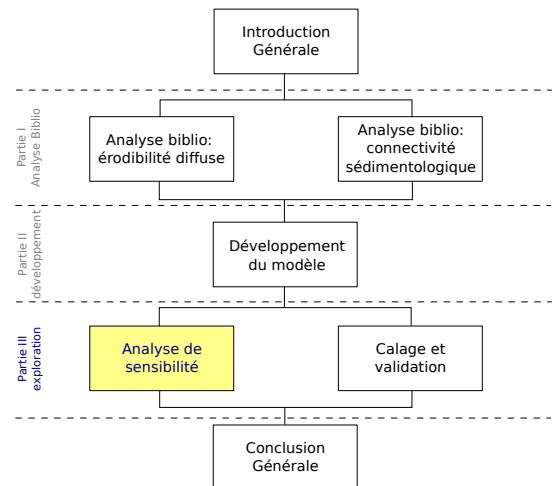 Introduction
Générale
Partie I
Analyse Biblio
Analyse biblio:
érodibilité diffuse
Analyse biblio:
connectivité
sédimentologique
Partie II
développement
Développement
du modèle
Partie III
exploration
Analyse de
sensibilité
Calage et
validation
Conclusion
Générale